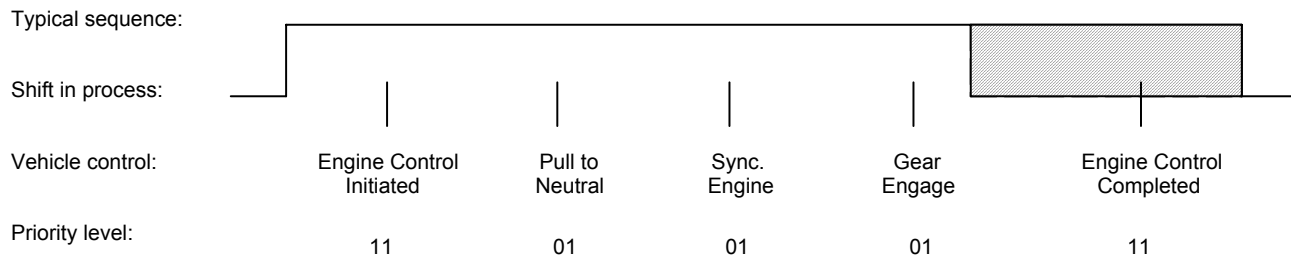 Typical sequence:
Shift in process:
Vehicle control: Engine Control Pull to Sync. Gear Engine Control
Initiated Neutral Engine Engage Completed
Priority level: 11 01 01 01 11